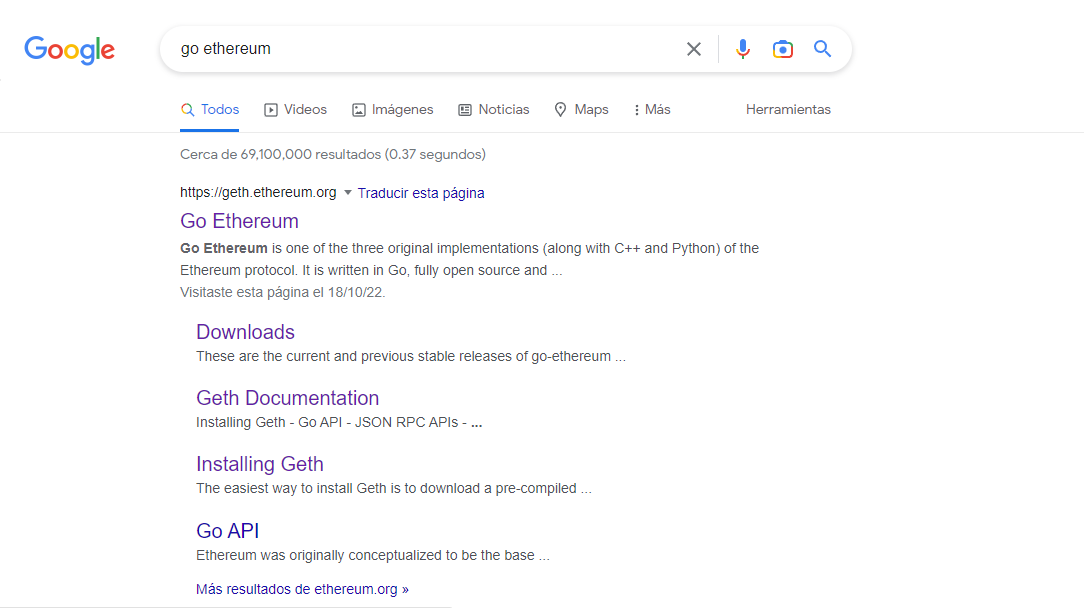 Google
go ethereum
Todos Videos Imágenes Noticias Maps Más Herramientas
Cerca de 69,100,000 resultados (0.37 segundos)
https://geth.ethereum.org Traducir esta página
Go Ethereum
Go Ethereum is one of the three original implementations (along with C++ and Python) of the
Ethereum protocol. It is written in Go, fully open source and ...
Visitaste esta página el 18/10/22.
Downloads
These are the current and previous stable releases of go-ethereum ...
Geth Documentation
Installing Geth - Go API - JSON RPC APIs - ...
Installing Geth
The easiest way to install Geth is to download a pre-compiled ...
Go API
Ethereum was originally conceptualized to be the base ...
Más resultados de ethereum.org »